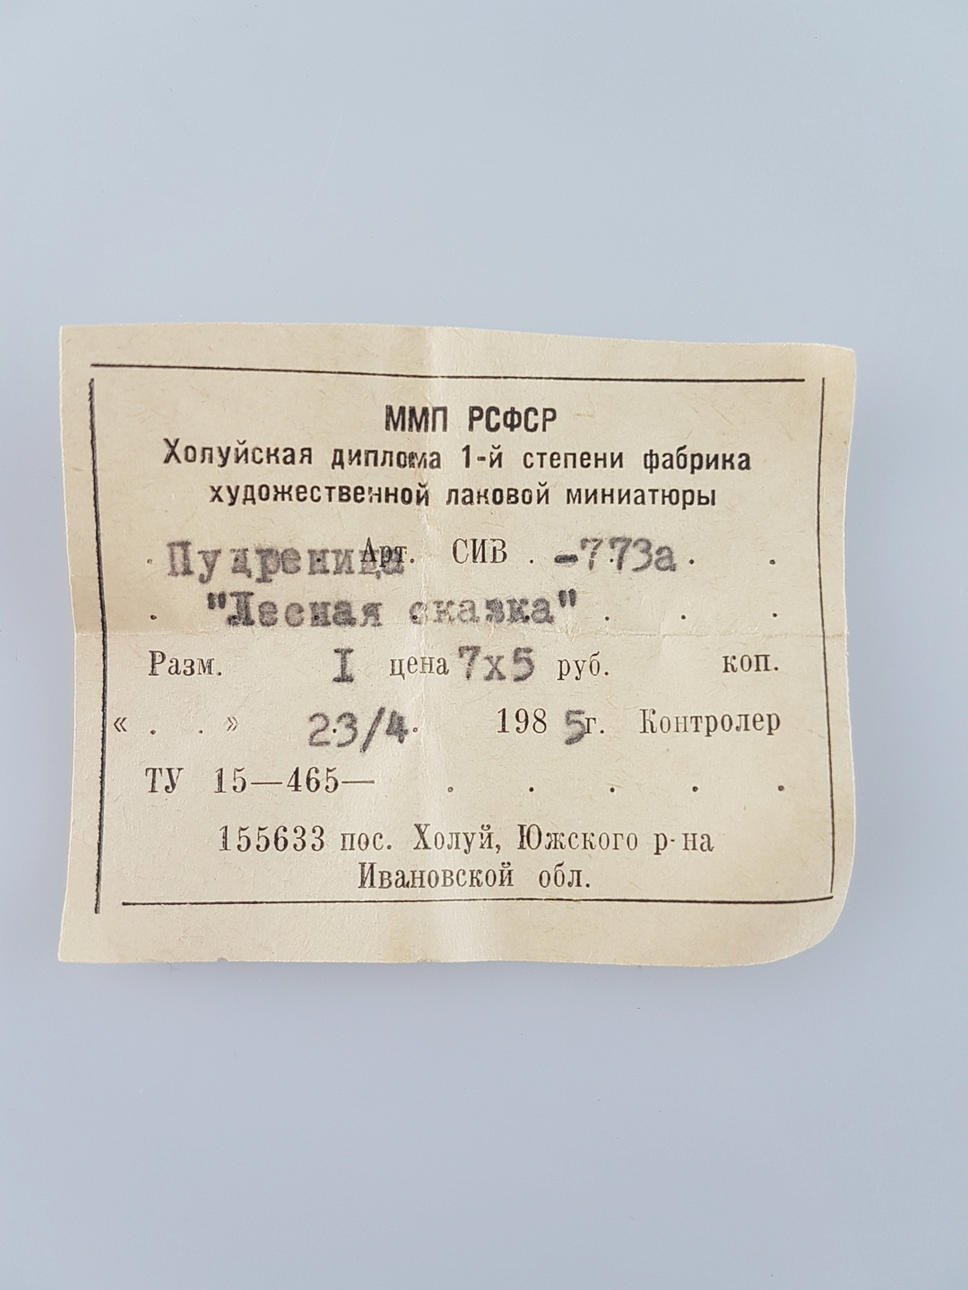 ММП РСФСР
Холуйская диплома 1-й степени фабрика
художественной лаковой миниатюры
Пудреница Арт. СИВ -773а
"Лесная сказка"
Разм. I цена 7х5 руб. коп.
« » 23/4 1985г. Контролер
ТУ 15—465—
155633 пос. Холуй, Южского р-на
Ивановской обл.